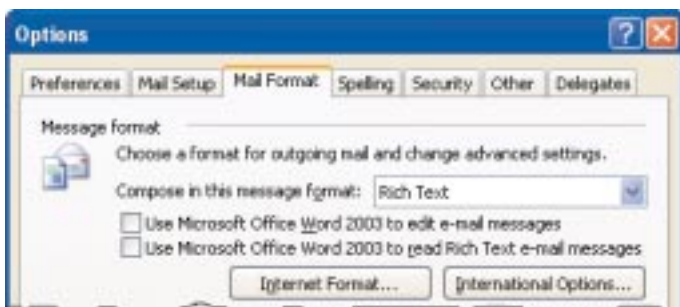 Options
Preferences Mail Setup Mail Format Spelling Security Other Delegates
Message format
Choose a format for outgoing mail and change advanced settings.
Compose in this message format: Rich Text
Use Microsoft Office Word 2003 to edit e-mail messages
Use Microsoft Office Word 2003 to read Rich Text e-mail messages
Internet Format... International Options...